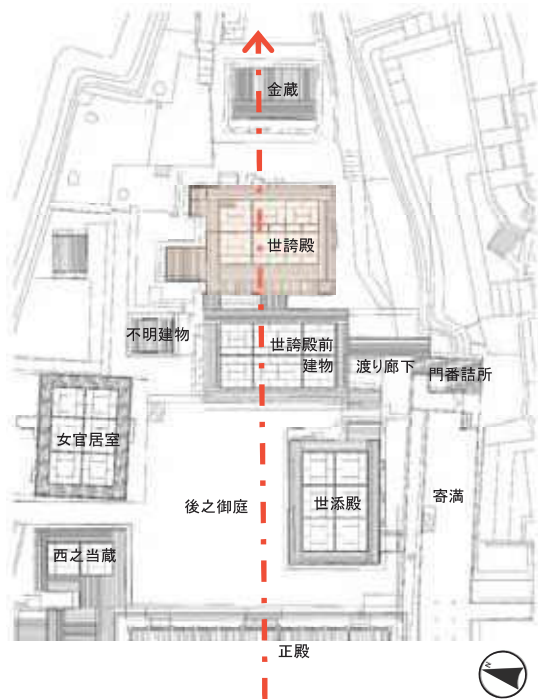 金蔵
世誇殿
不明建物
世誇殿前
建物
渡り廊下
門番詰所
女官居室
後之御庭
世添殿
寄満
西之当蔵
正殿
N